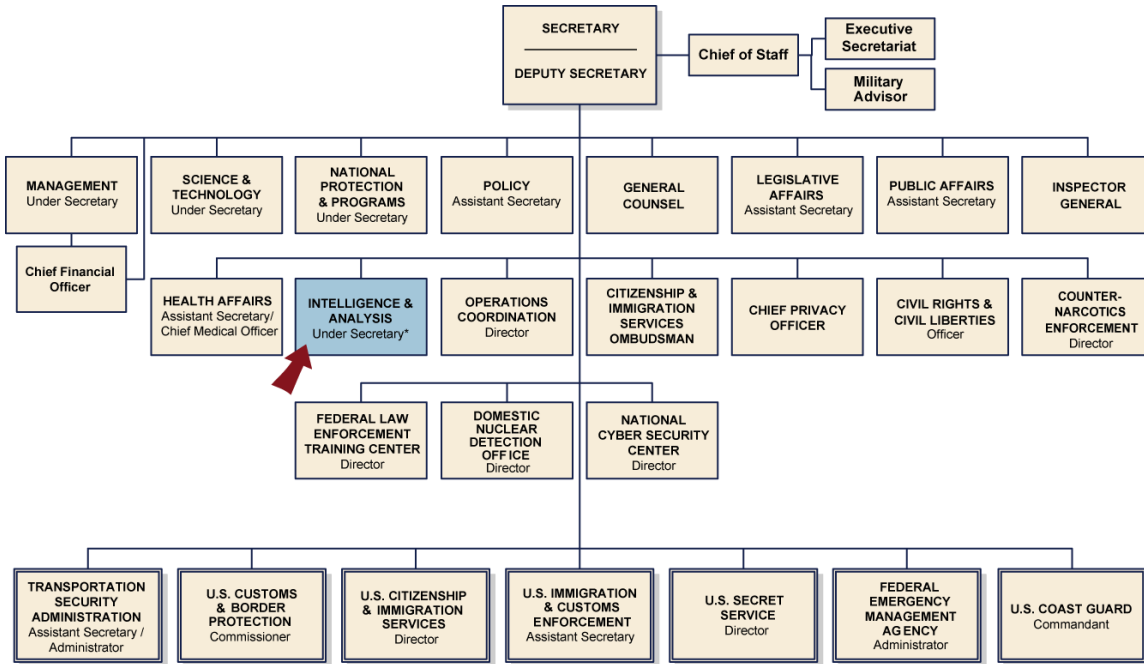 SECRETARY
DEPUTY SECRETARY
Chief of Staff
Executive
Secretariat
Military
Advisor
MANAGEMENT
Under Secretary
SCIENCE &
TECHNOLOGY
Under Secretary
NATIONAL
PROTECTION
& PROGRAMS
Under Secretary
POLICY
Assistant Secretary
GENERAL
COUNSEL
LEGISLATIVE
AFFAIRS
Assistant Secretary
PUBLIC AFFAIRS
Assistant Secretary
INSPECTOR
GENERAL
Chief Financial
Officer
HEALTH AFFAIRS
Assistant Secretary/
Chief Medical Officer
INTELLIGENCE &
ANALYSIS
Under Secretary*
OPERATIONS
COORDINATION
Director
CITIZENSHIP &
IMMIGRATION
SERVICES
OMBUDSMAN
CHIEF PRIVACY
OFFICER
CIVIL RIGHTS &
CIVIL LIBERTIES
Officer
COUNTER-
NARCOTICS
ENFORCEMENT
Director
FEDERAL LAW
ENFORCEMENT
TRAINING CENTER
Director
DOMESTIC
NUCLEAR
DETECTION
OFFICE
Director
NATIONAL
CYBER SECURITY
CENTER
Director
TRANSPORTATION
SECURITY
ADMINISTRATION
Assistant Secretary /
Administrator
U.S. CUSTOMS
& BORDER
PROTECTION
Commissioner
U.S. CITIZENSHIP
& IMMIGRATION
SERVICES
Director
U.S. IMMIGRATION
& CUSTOMS
ENFORCEMENT
Assistant Secretary
U.S. SECRET
SERVICE
Director
FEDERAL
EMERGENCY
MANAGEMENT
AGENCY
Administrator
U.S. COAST GUARD
Commandant